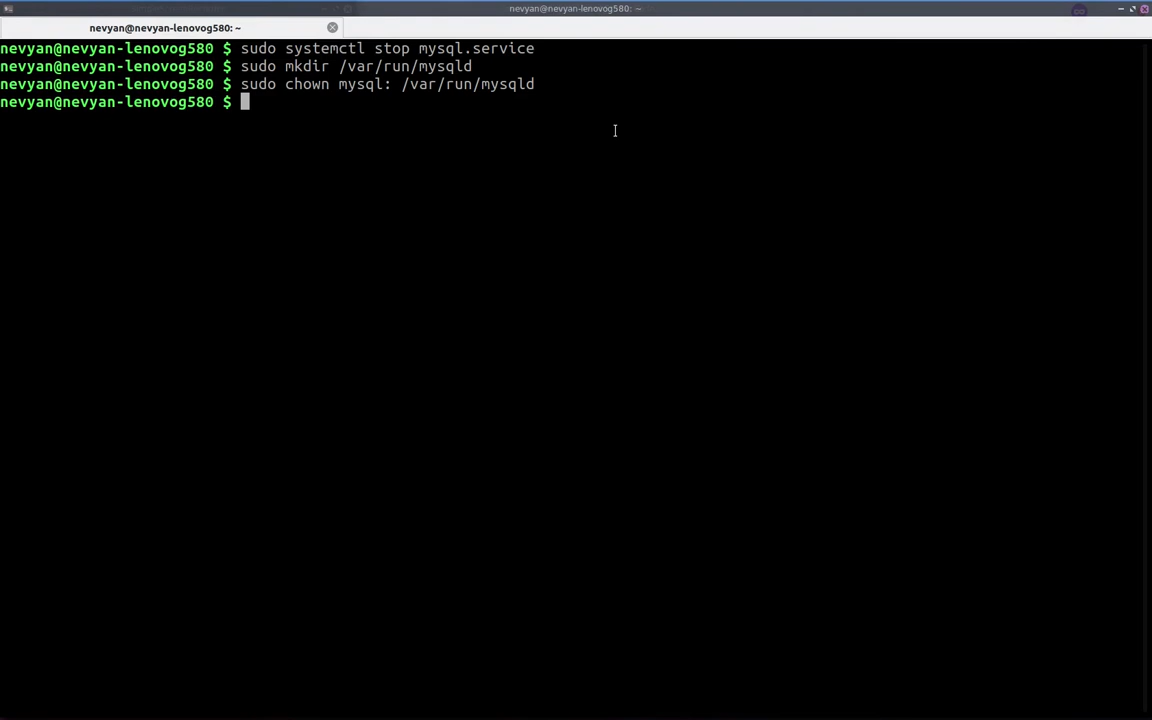 nevyan@nevyan-lenovog580: ~
nevyan@nevyan-lenovog580: ~
nevyan@nevyan-lenovog580 $ sudo systemctl stop mysql.service
nevyan@nevyan-lenovog580 $ sudo mkdir /var/run/mysqld
nevyan@nevyan-lenovog580 $ sudo chown mysql: /var/run/mysqld
nevyan@nevyan-lenovog580 $